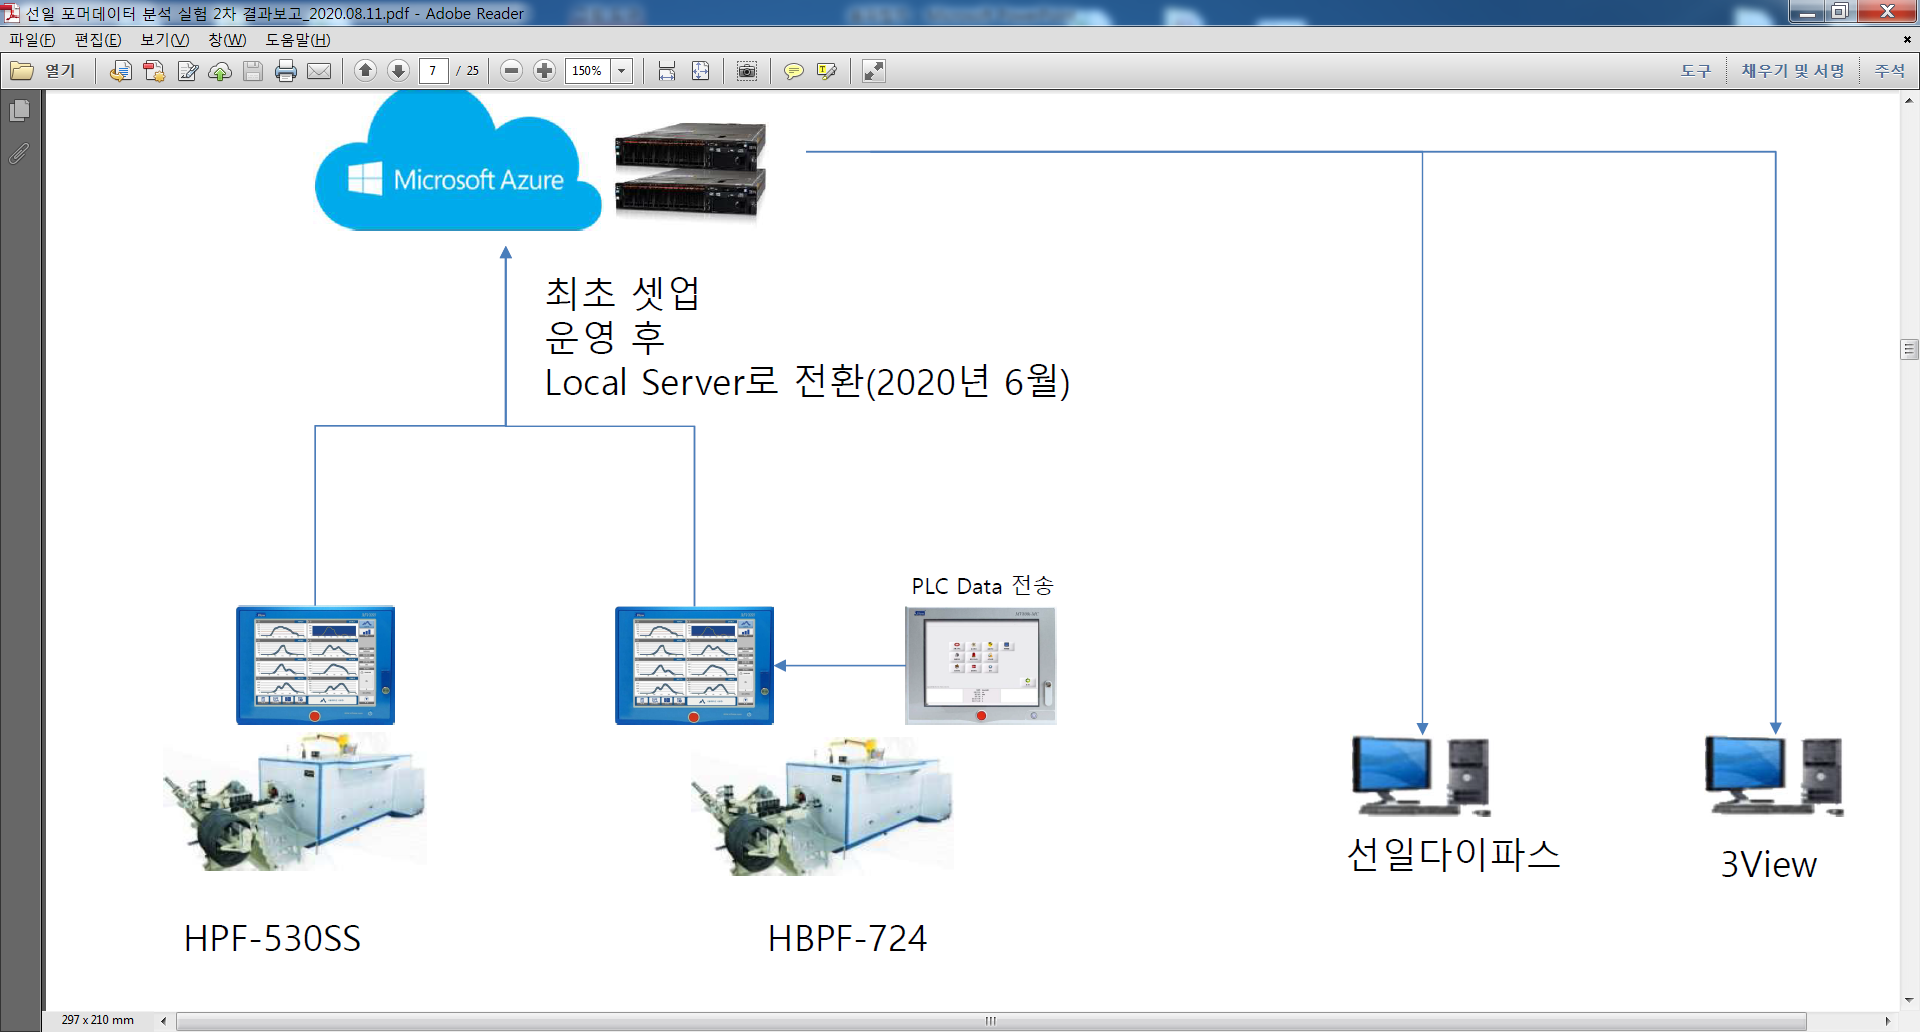 선일 포머데이터 분석 실험 2차 결과보고_2020.08.11.pdf - Adobe Reader
파일(F) 편집(E) 보기(V) 창(W) 도움말(H)
열기 7 / 25 150% 도구 채우기 및 서명 주석
Microsoft Azure
최초 셋업
운영 후
Local Server로 전환(2020년 6월)
PLC Data 전송
선일다이파스
3View
HPF-530SS
HBPF-724
297 x 210 mm